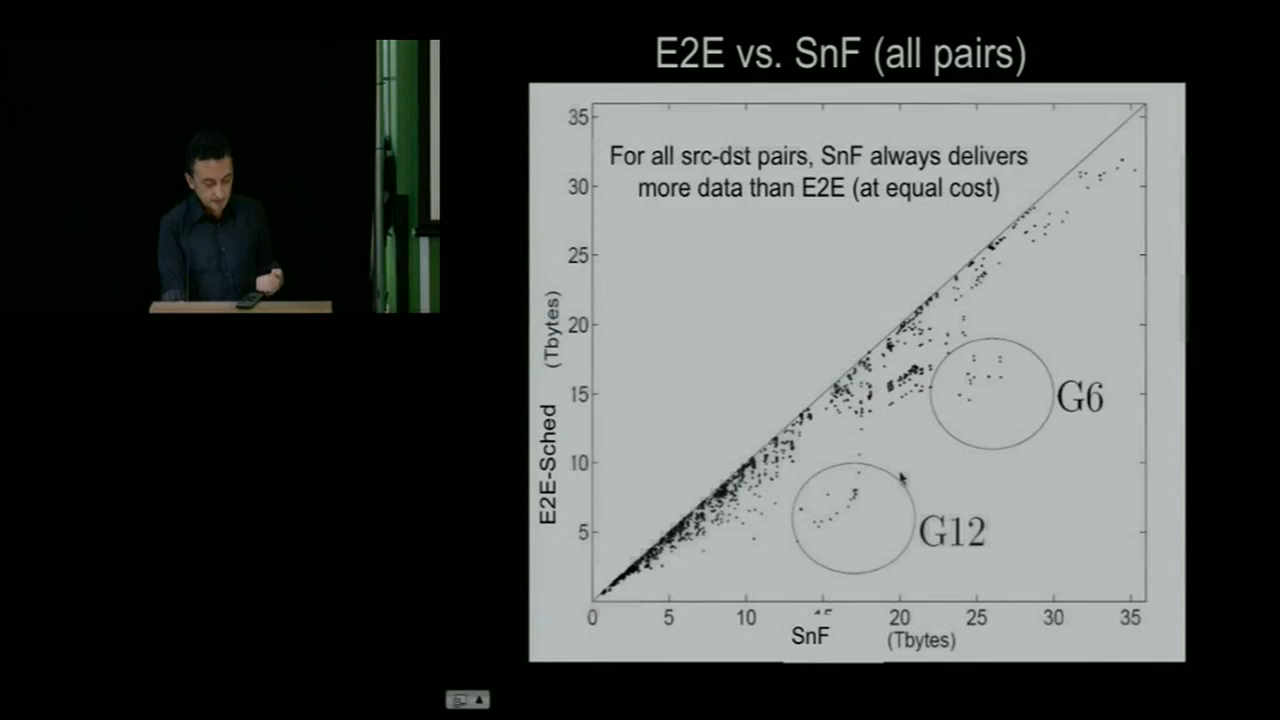 E2E vs. SnF (all pairs)
For all src-dst pairs, SnF always delivers
more data than E2E (at equal cost)
35
30
25
20
15
10
5
E2E-Sched (Tbytes)
G6
G12
0 5 10 20 25 30 35
SnF (Tbytes)